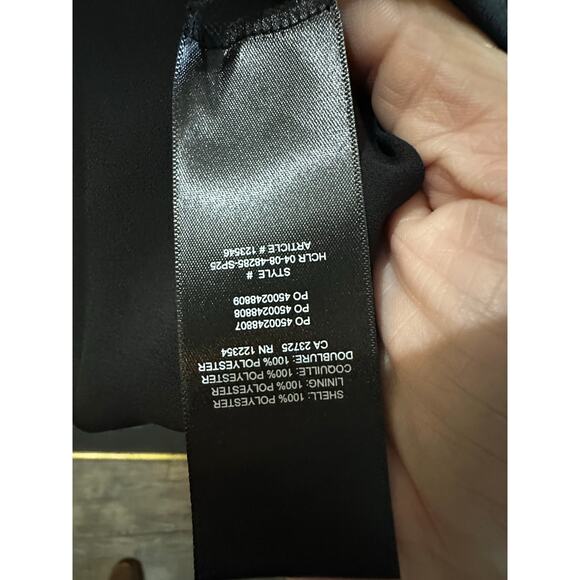 SHELL: 100% POLYESTER
LINING: 100% POLYESTER
COQUILLE: 100% POLYESTER
DOUBLURE: 100% POLYESTER
CA 23725 RN 122354
PO 4500248807
PO 4500248808
PO 4500248809
STYLE #
HCLR 04-08-48285-SP25
ARTICLE # 123546